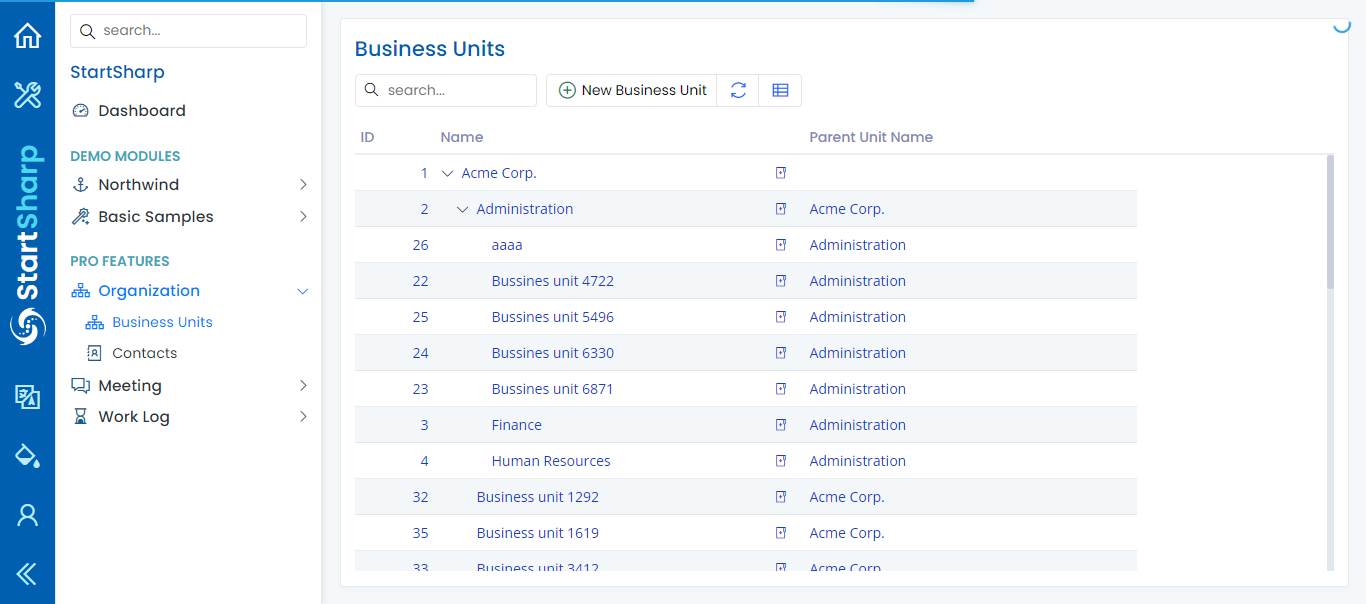 StartSharp
search...
StartSharp
Dashboard
DEMO MODULES
Northwind
Basic Samples
PRO FEATURES
Organization
Business Units
Contacts
Meeting
Work Log
Business Units
search...
New Business Unit
ID Name Parent Unit Name
1 Acme Corp.
2 Administration Acme Corp.
26 aaaa Administration
22 Bussines unit 4722 Administration
25 Bussines unit 5496 Administration
24 Bussines unit 6330 Administration
23 Bussines unit 6871 Administration
3 Finance Administration
4 Human Resources Administration
32 Business unit 1292 Acme Corp.
35 Business unit 1619 Acme Corp.
33 Business unit 3412 Acme Corp.